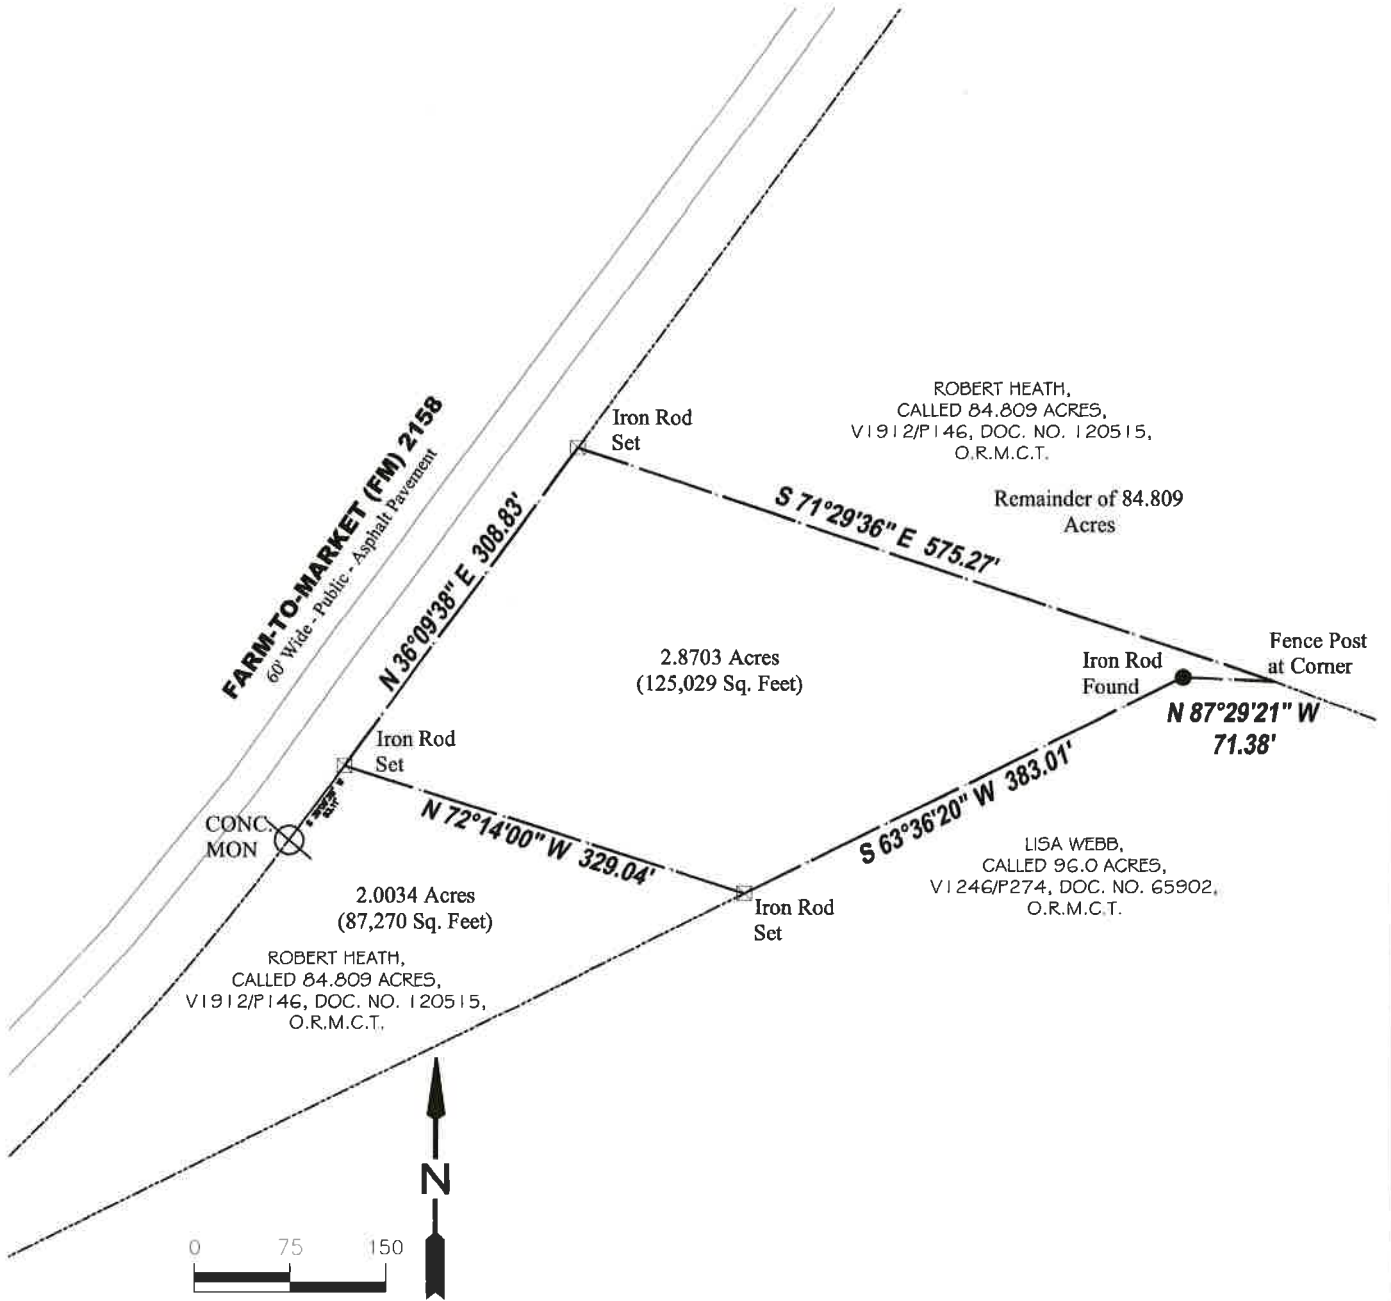 ROBERT HEATH,
CALLED 84.809 ACRES,
V1912/P146, DOC. NO. 120515,
O.R.M.C.T.
Remainder of 84.809
Acres
Iron Rod
Set
FARM-TO-MARKET (FM) 2158
60' Wide - Public - Asphalt Pavement
N 36°09'38" E 308.83'
S 71°29'36" E 575.27'
2.8703 Acres
(125,029 Sq. Feet)
Iron Rod
Found
Fence Post
at Corner
N 87°29'21" W
71.38'
Iron Rod
Set
CONC.
MON
N 72°14'00" W 329.04'
S 63°36'20" W 383.01'
LISA WEBB,
CALLED 96.0 ACRES,
V1246/P274, DOC. NO. 65902,
O.R.M.C.T.
2.0034 Acres
(87,270 Sq. Feet)
Iron Rod
Set
ROBERT HEATH,
CALLED 84.809 ACRES,
V1912/P146, DOC. NO. 120515,
O.R.M.C.T.
N
0 75 150